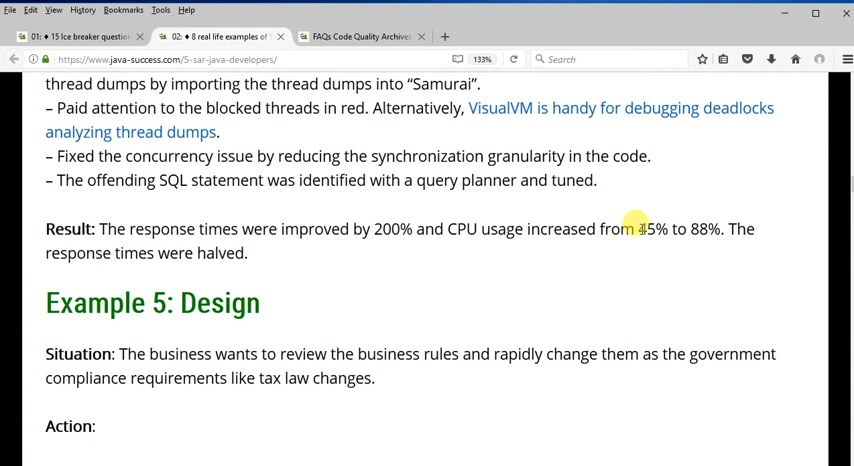 File Edit View History Bookmarks Tools Help
01: ♦ 15 Ice breaker question
02: ♦ 8 real life examples of S
FAQs Code Quality Archives
https://www.java-success.com/5-sar-java-developers/
133%
Search
thread dumps by importing the thread dumps into “Samurai”.
– Paid attention to the blocked threads in red. Alternatively, VisualVM is handy for debugging deadlocks
analyzing thread dumps.
– Fixed the concurrency issue by reducing the synchronization granularity in the code.
– The offending SQL statement was identified with a query planner and tuned.
Result: The response times were improved by 200% and CPU usage increased from 45% to 88%. The
response times were halved.
Example 5: Design
Situation: The business wants to review the business rules and rapidly change them as the government
compliance requirements like tax law changes.
Action: